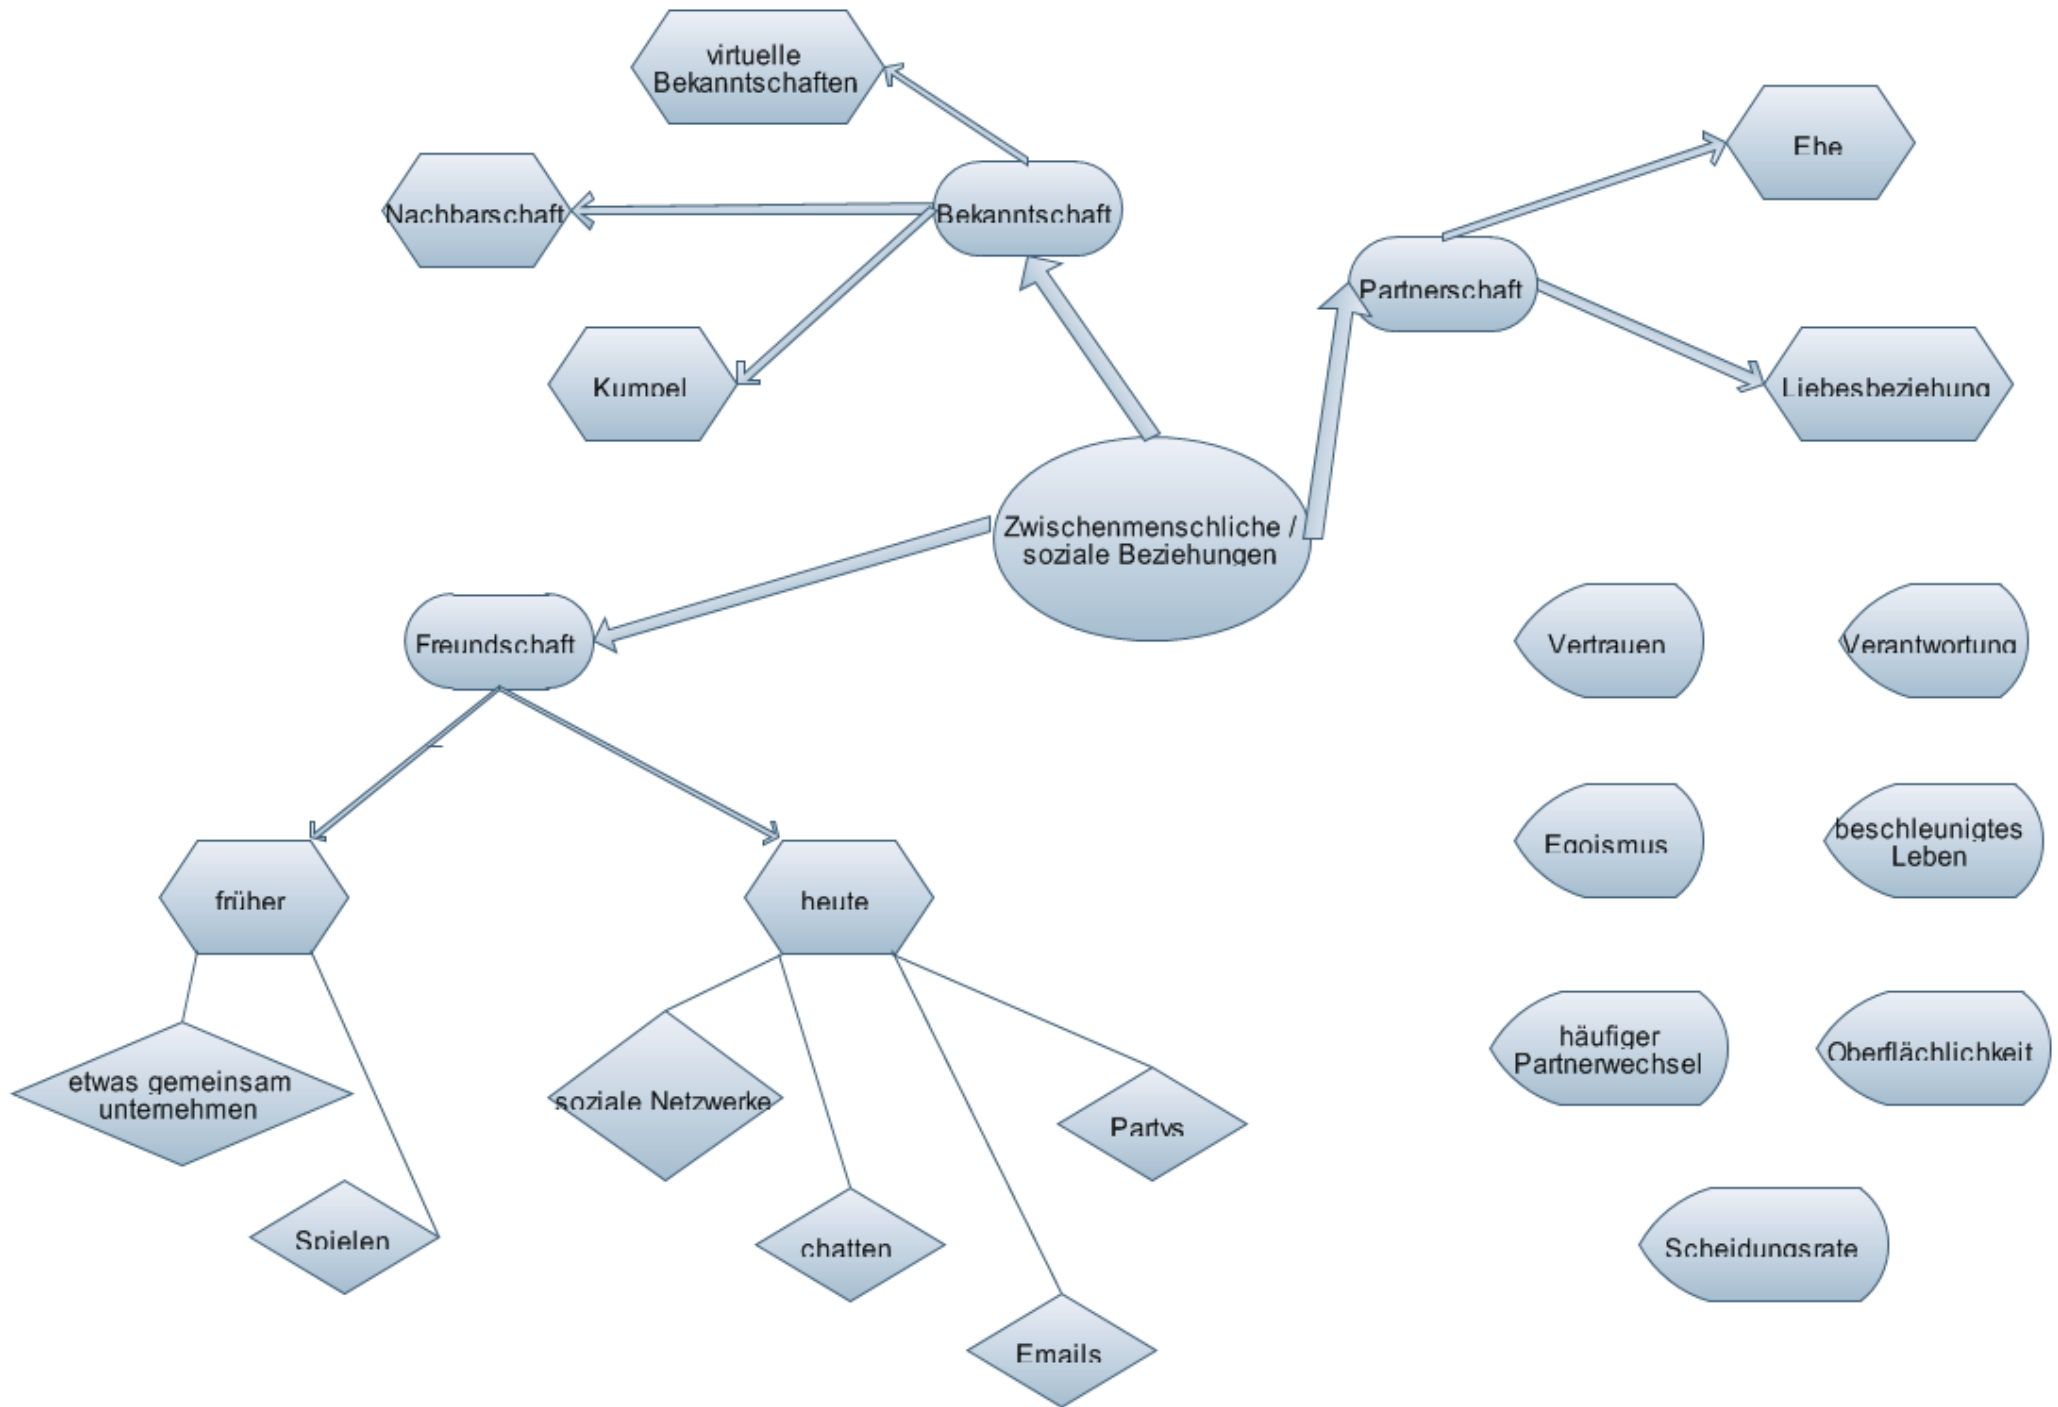 virtuelle
Bekanntschaften
Ehe
Nachbarschaft
Bekanntschaft
Partnerschaft
Kumpel
Liebesbeziehung
Zwischenmenschliche /
soziale Beziehungen
Freundschaft
Vertrauen
Verantwortung
Egoismus
beschleunigtes
Leben
früher
heute
häufiger
Partnerwechsel
Oberflächlichkeit
etwas gemeinsam
unternehmen
soziale Netzwerke
Partys
Spielen
chatten
Scheidungsrate
Emails